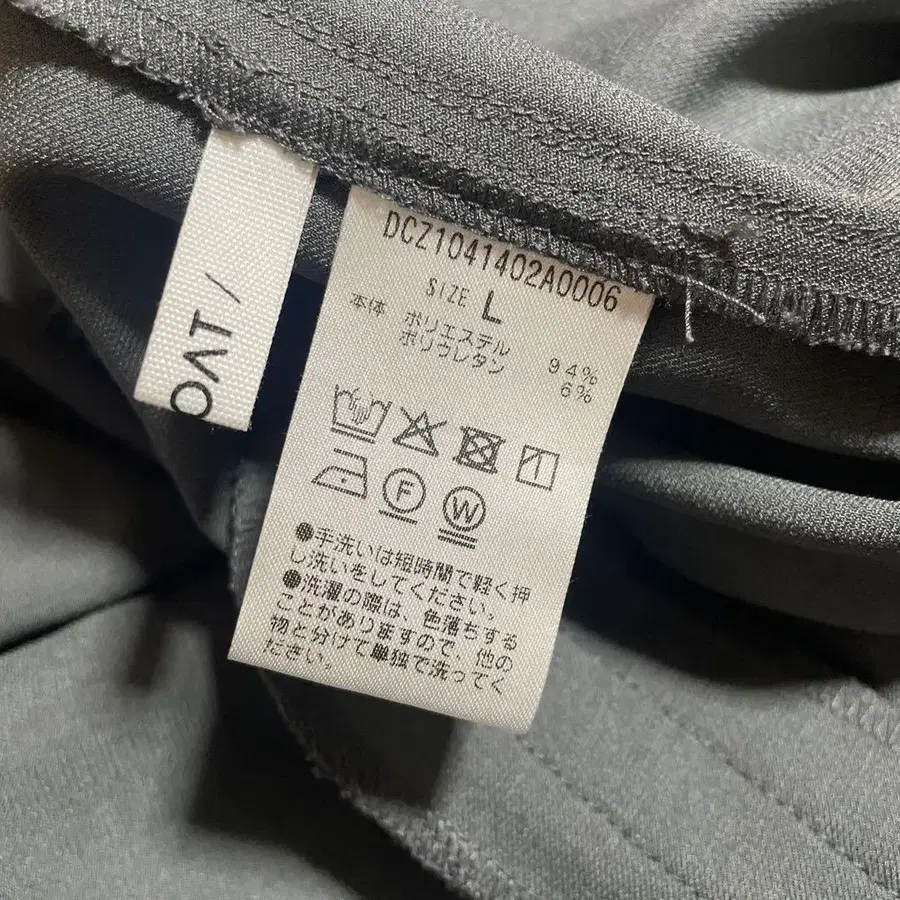 OAT/
DCZ1041402A0006
SIZE L
本体 ポリエステル 94%
ポリウレタン 6%
F
W
●手洗いは短時間で軽く押
し洗いをしてください。
●洗濯の際は、色落ちする
ことがありますので、他の
物と分けて単独で洗ってく
ださい。